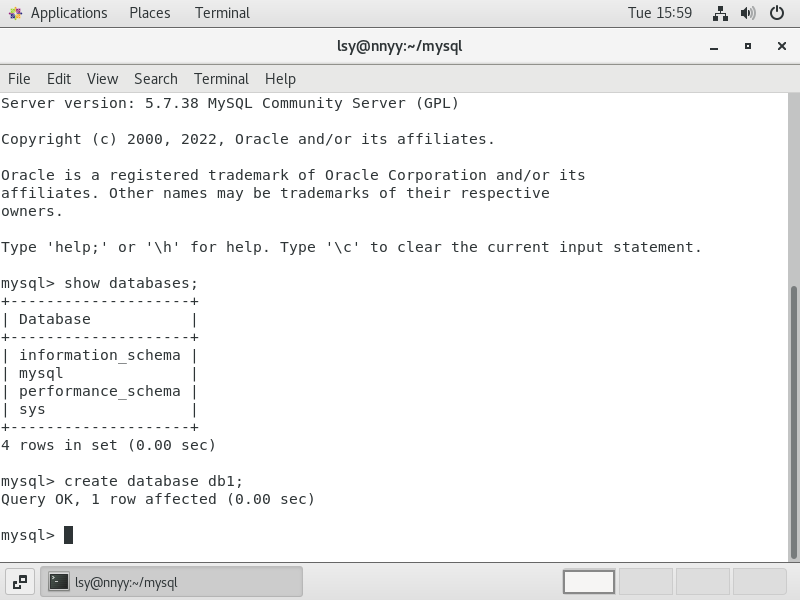 Applications Places Terminal Tue 15:59
lsy@nnyy:~/mysql
File Edit View Search Terminal Help
Server version: 5.7.38 MySQL Community Server (GPL)
Copyright (c) 2000, 2022, Oracle and/or its affiliates.
Oracle is a registered trademark of Oracle Corporation and/or its
affiliates. Other names may be trademarks of their respective
owners.
Type 'help;' or '\h' for help. Type '\c' to clear the current input statement.
mysql> show databases;
+--------------------+
| Database           |
+--------------------+
| information_schema |
| mysql              |
| performance_schema |
| sys                |
+--------------------+
4 rows in set (0.00 sec)
mysql> create database db1;
Query OK, 1 row affected (0.00 sec)
mysql>
lsy@nnyy:~/mysql